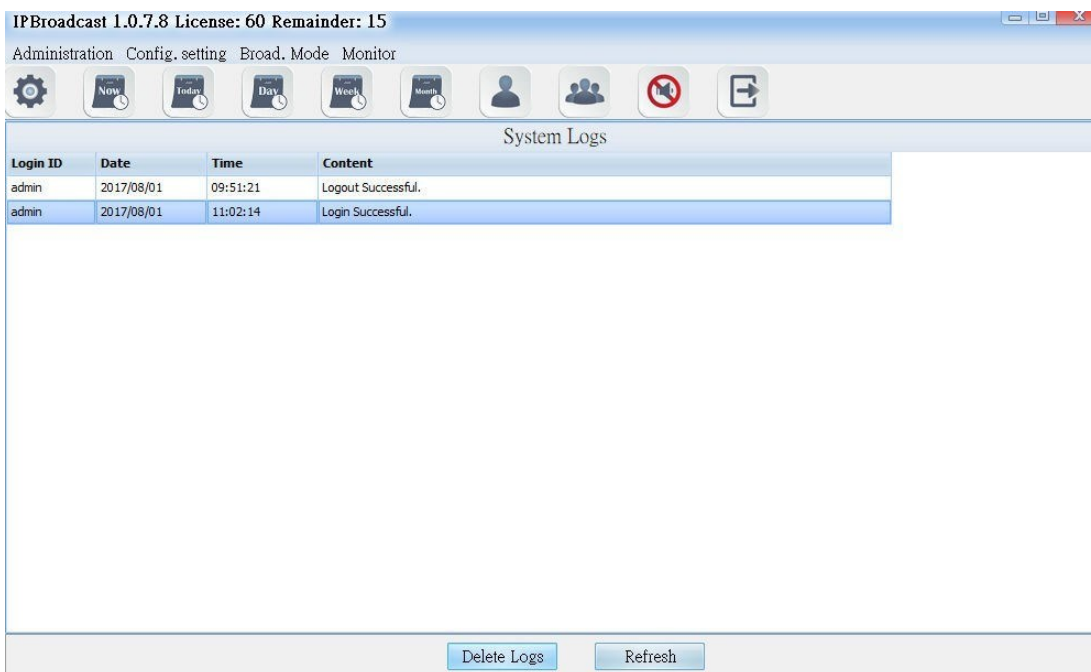 IPBroadcast 1.0.7.8 License: 60 Remainder: 15
Administration Config. setting Broad. Mode Monitor
Now Today Day Week Month
System Logs
Login ID Date Time Content
admin 2017/08/01 09:51:21 Logout Successful.
admin 2017/08/01 11:02:14 Login Successful.
Delete Logs Refresh